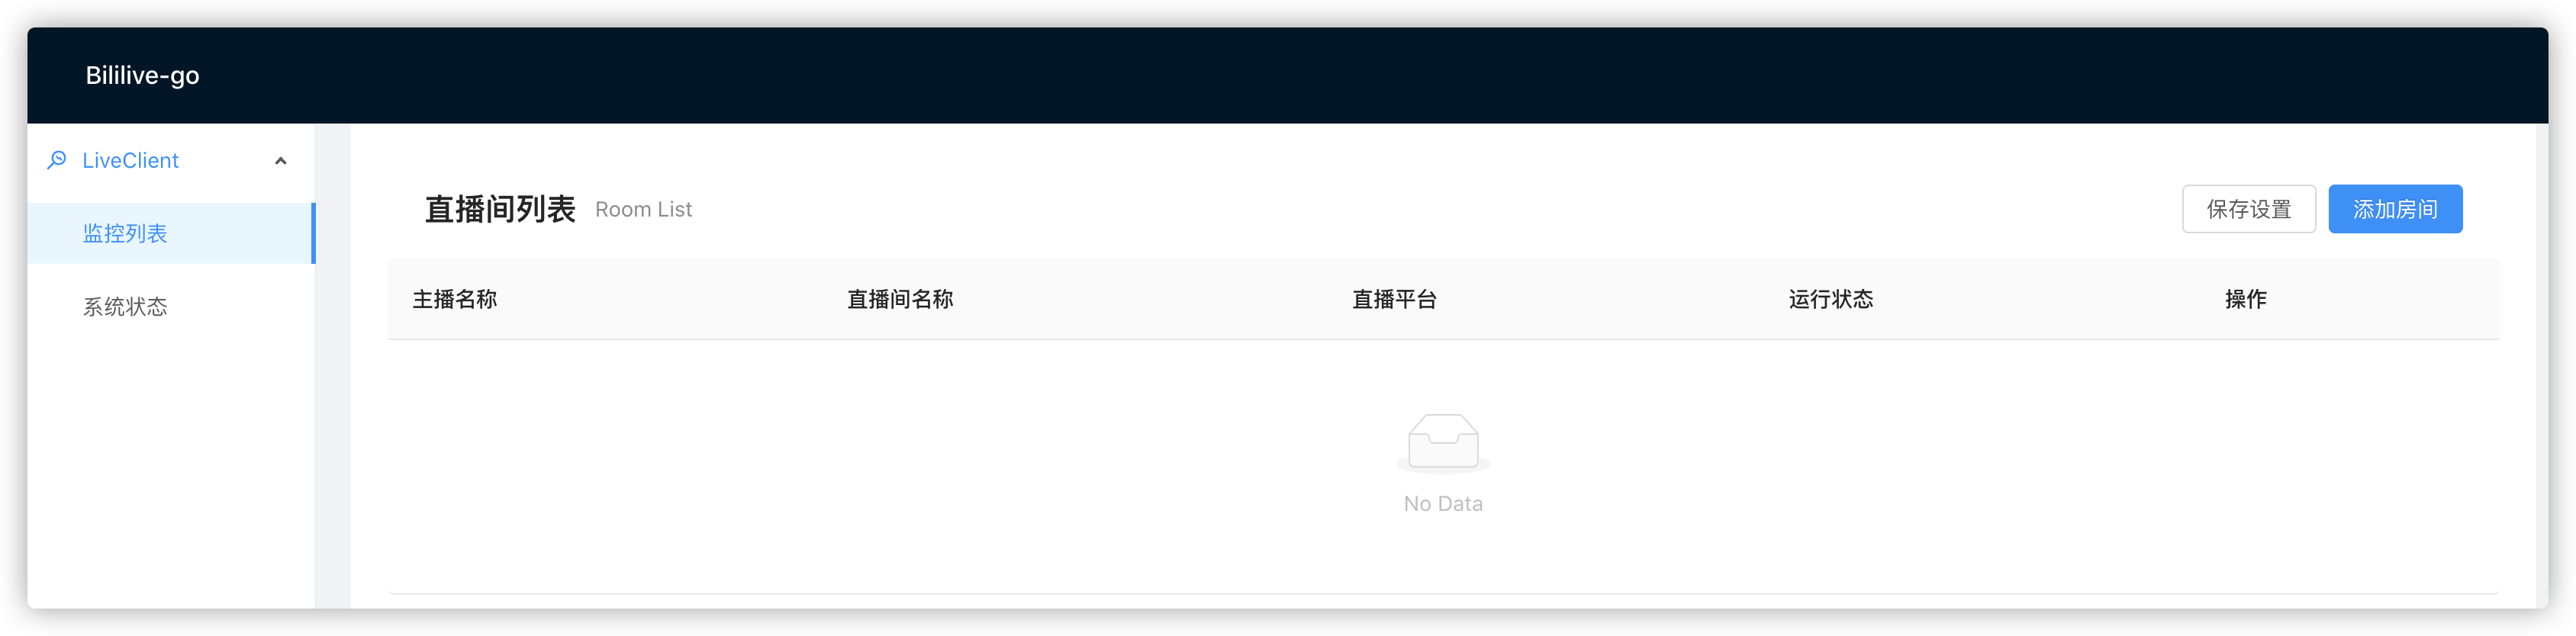 Bililive-go
LiveClient
监控列表
系统状态
直播间列表 Room List
保存设置 添加房间
主播名称 直播间名称 直播平台 运行状态 操作
No Data